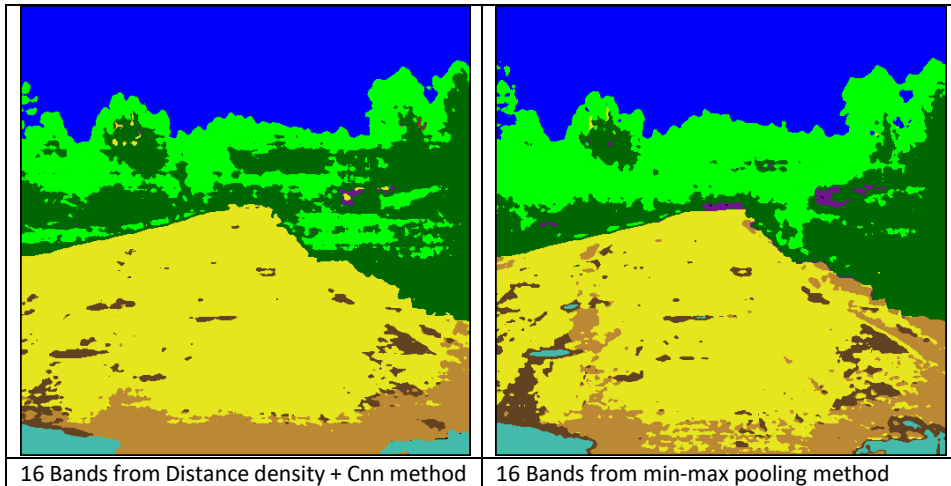 16 Bands from Distance density + Cnn method
16 Bands from min-max pooling method